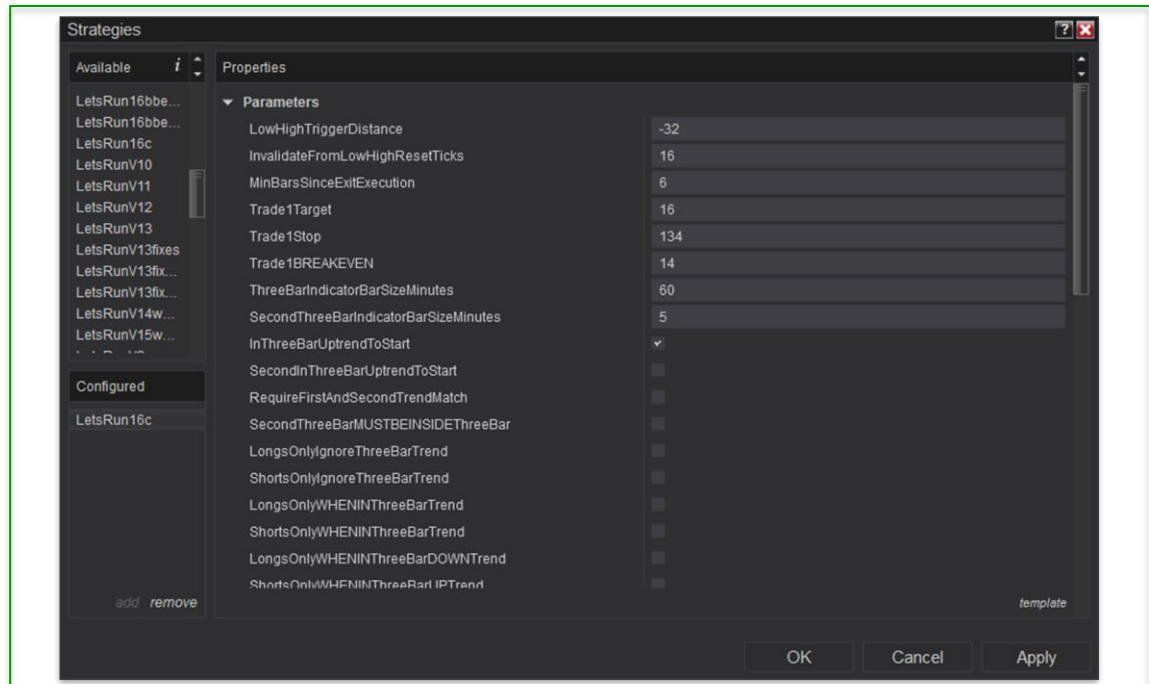 Strategies
?
Available i
LetsRun16bbe...
LetsRun16bbe...
LetsRun16c
LetsRunV10
LetsRunV11
LetsRunV12
LetsRunV13
LetsRunV13fixes
LetsRunV13fix...
LetsRunV13fix...
LetsRunV14w...
LetsRunV15w...
Configured
LetsRun16c
add remove
Properties
Parameters
LowHighTriggerDistance -32
InvalidateFromLowHighResetTicks 16
MinBarsSinceExitExecution 6
Trade1Target 16
Trade1Stop 134
Trade1BREAKEVEN 14
ThreeBarIndicatorBarSizeMinutes 60
SecondThreeBarIndicatorBarSizeMinutes 5
InThreeBarUptrendToStart
SecondInThreeBarUptrendToStart
RequireFirstAndSecondTrendMatch
SecondThreeBarMUSTBEINSIDEThreeBar
LongsOnlyIgnoreThreeBarTrend
ShortsOnlyIgnoreThreeBarTrend
LongsOnlyWHENINThreeBarTrend
ShortsOnlyWHENINThreeBarTrend
LongsOnlyWHENINThreeBarDOWNTrend
ShortsOnlyWHENINThreeBarUPTrend
template
OK Cancel Apply